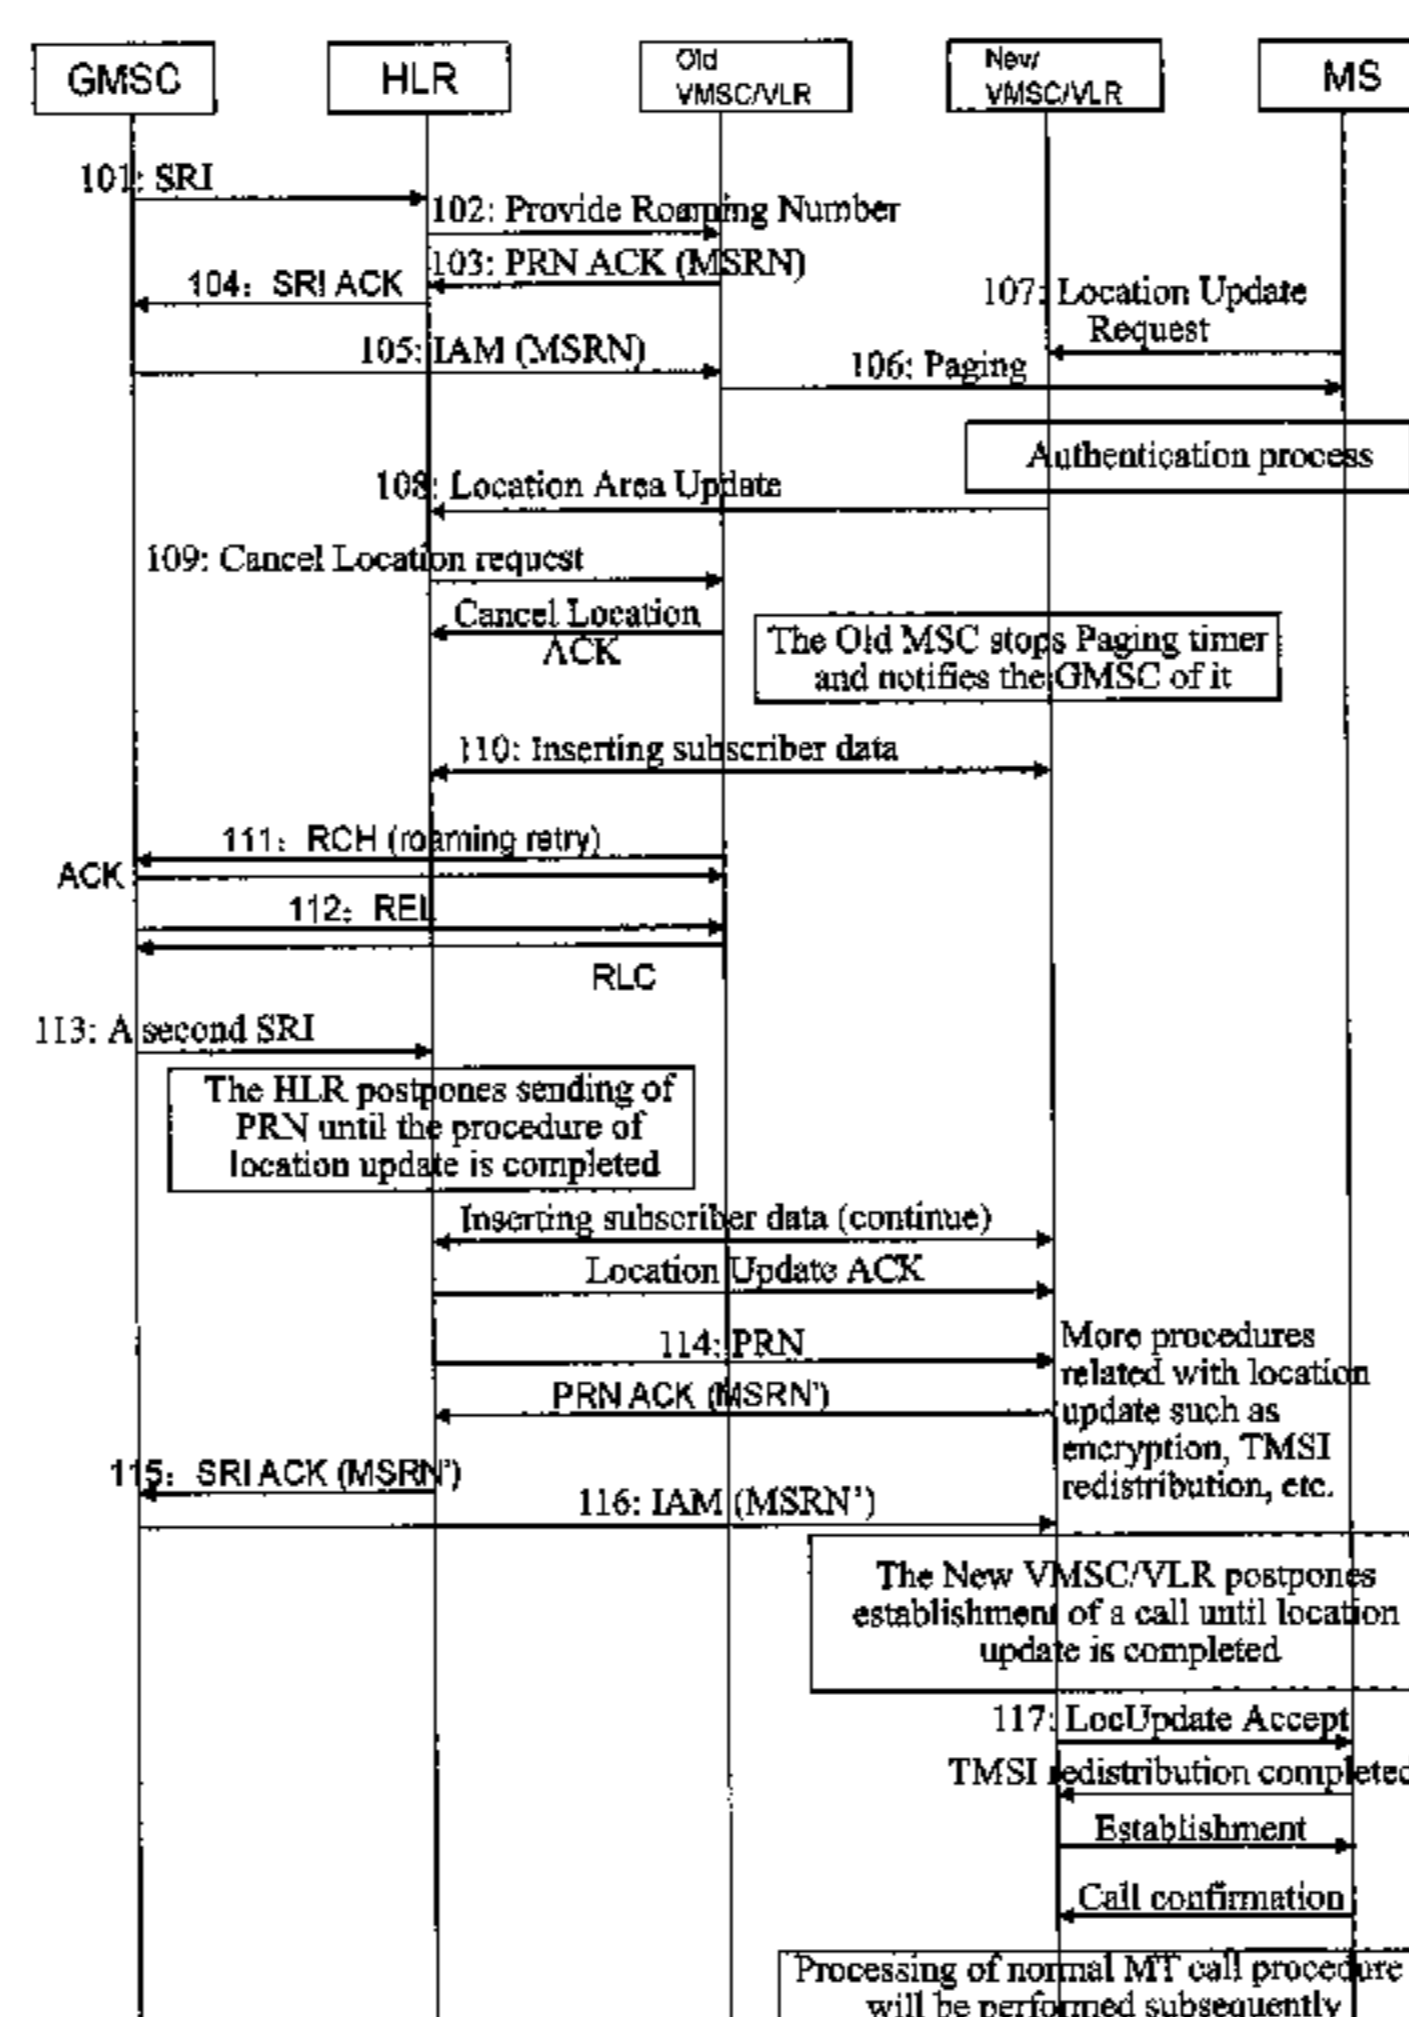 GMSC
HLR
Old
VMSC/VLR
New
VMSC/VLR
MS
101: SRI
102: Provide Roaming Number
103: PRN ACK (MSRN)
104: SRI ACK
107: Location Update
Request
105: IAM (MSRN)
106: Paging
Authentication process
108: Location Area Update
109: Cancel Location request
Cancel Location
ACK
The Old MSC stops Paging timer
and notifies the GMSC of it
110: Inserting subscriber data
111: RCH (roaming retry)
ACK
112: REL
RLC
113: A second SRI
The HLR postpones sending of
PRN until the procedure of
location update is completed
Inserting subscriber data (continue)
Location Update ACK
114: PRN
PRN ACK (MSRN')
More procedures
related with location
update such as
encryption, TMSI
redistribution, etc.
115: SRI ACK (MSRN')
116: IAM (MSRN')
The New VMSC/VLR postpones
establishment of a call until location
update is completed
117: LocUpdate Accept
TMSI redistribution completed
Establishment
Call confirmation
Processing of normal MT call procedure
will be performed subsequently